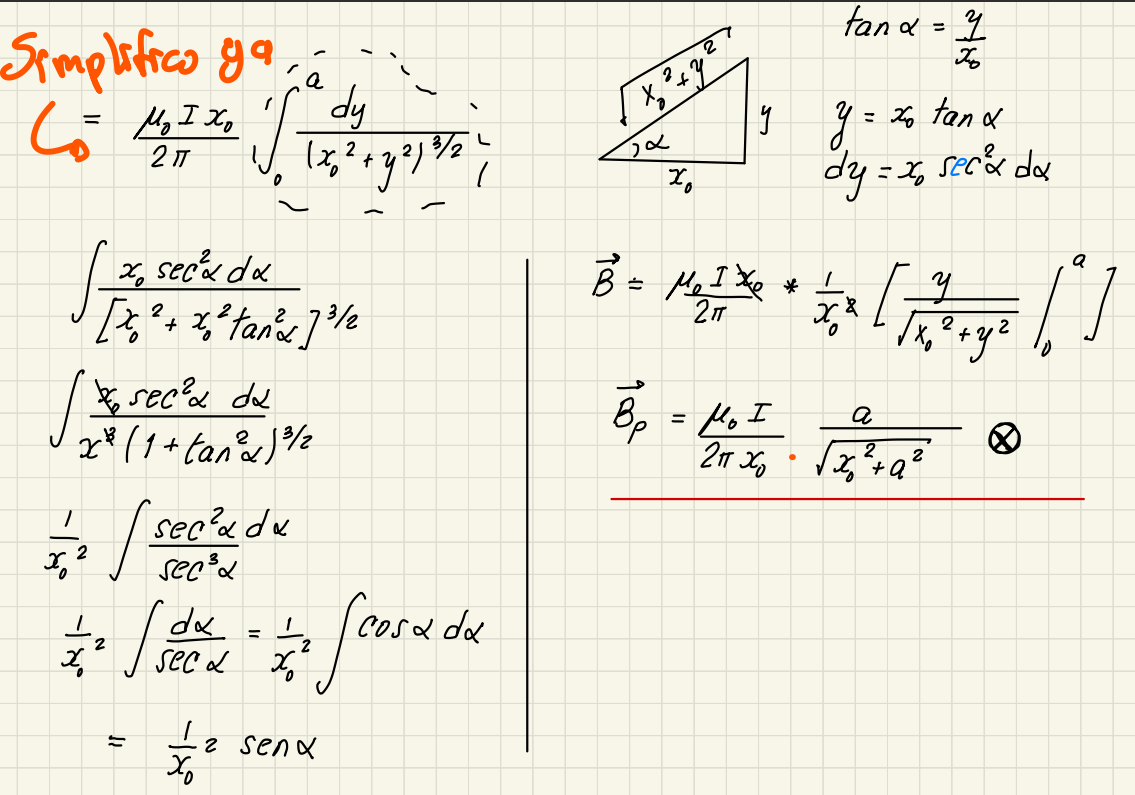 Simplifico ya
= μ₀ I x₀ / 2π ∫₀ᵃ dy / (x₀² + y²)^3/2
x₀² + y²
α
y
x₀
tan α = y / x₀
y = x₀ tan α
dy = x₀ sec²α dα
∫ x₀ sec²α dα / [x₀² + x₀² tan²α]^3/2
∫ x₀ sec²α dα / x³ (1 + tan²α)^3/2
1 / x₀² ∫ sec²α dα / sec³α
1 / x₀² ∫ dα / sec α = 1 / x₀² ∫ cos α dα
= 1 / x₀² sen α
B⃗ = μ₀ I x₀ / 2π * 1 / x₀² [ y / √(x₀² + y²) ∫₀ᵃ ]
B⃗ₚ = μ₀ I / 2π x₀ · a / √(x₀² + a²) ⊗